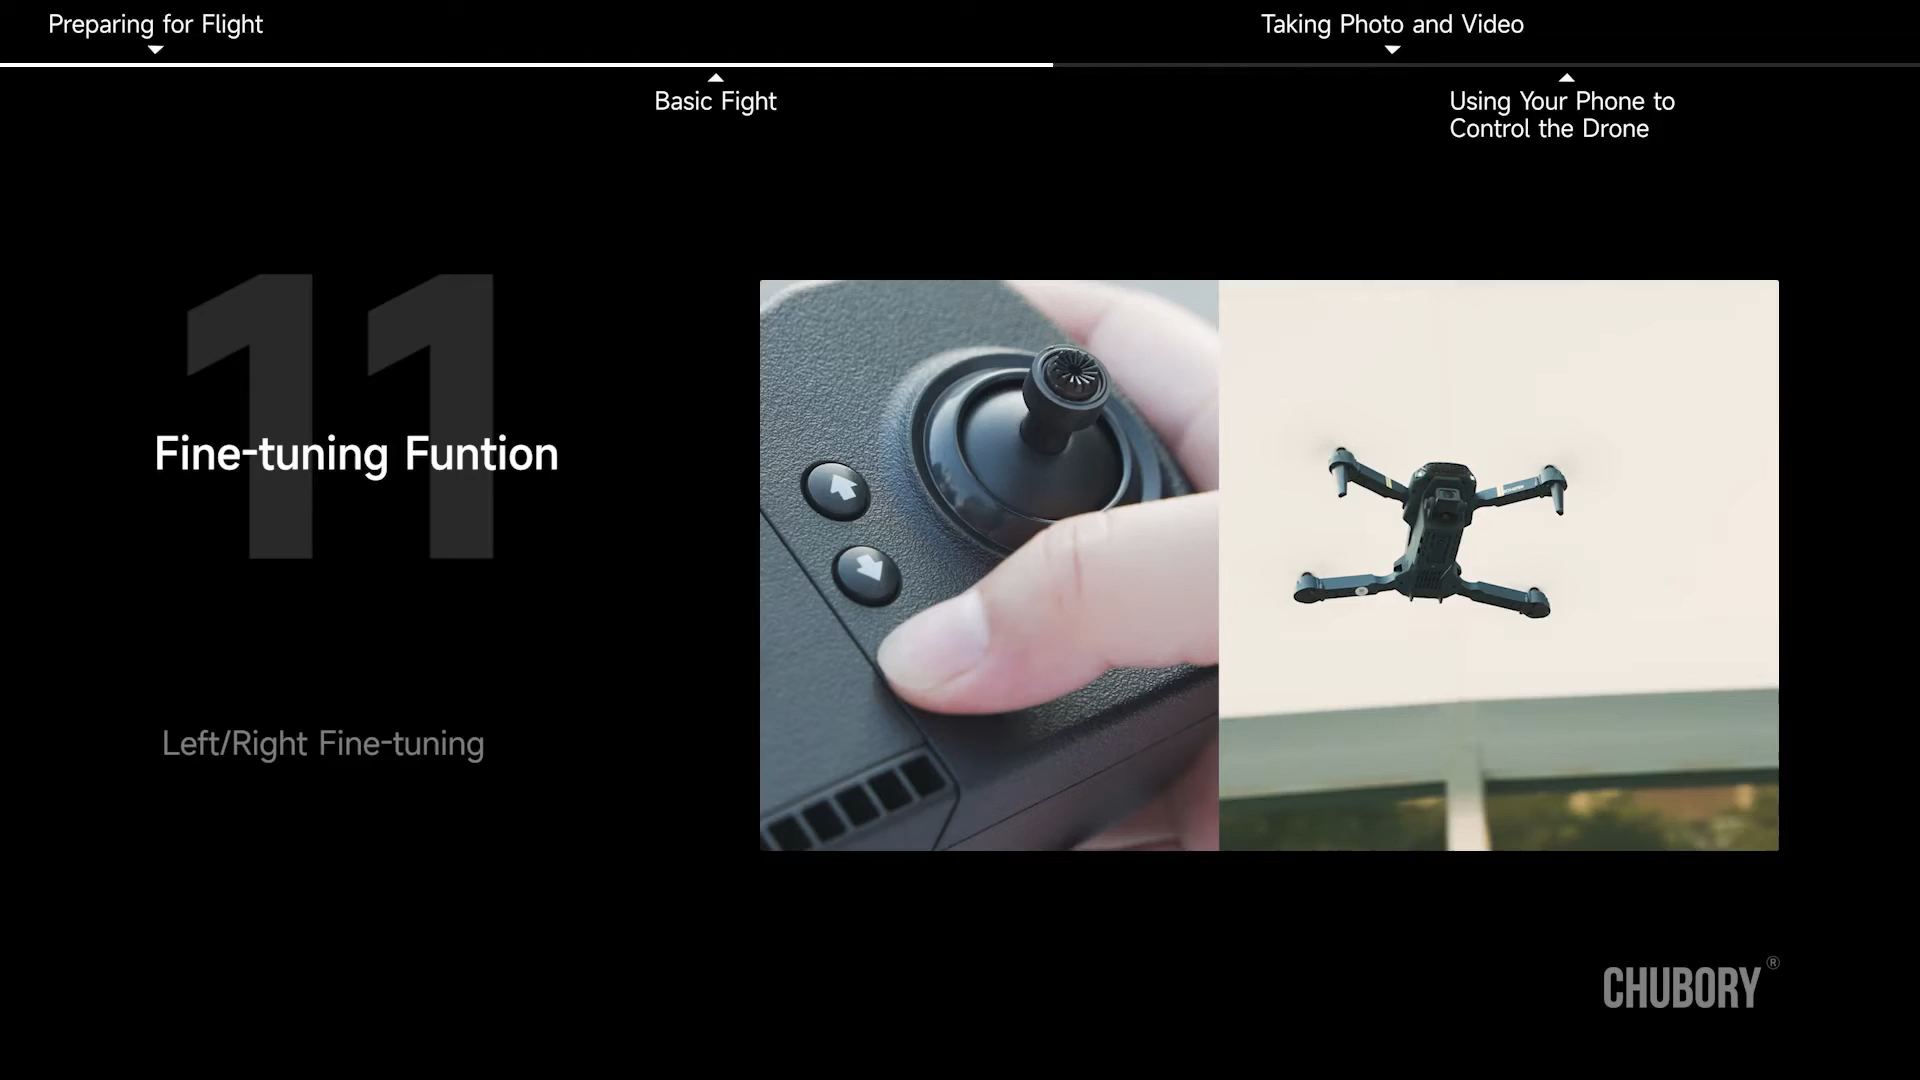 Preparing for Flight
Taking Photo and Video
Basic Fight
Using Your Phone to
Control the Drone
11
Fine-tuning Funtion
Left/Right Fine-tuning
CHUBORY®